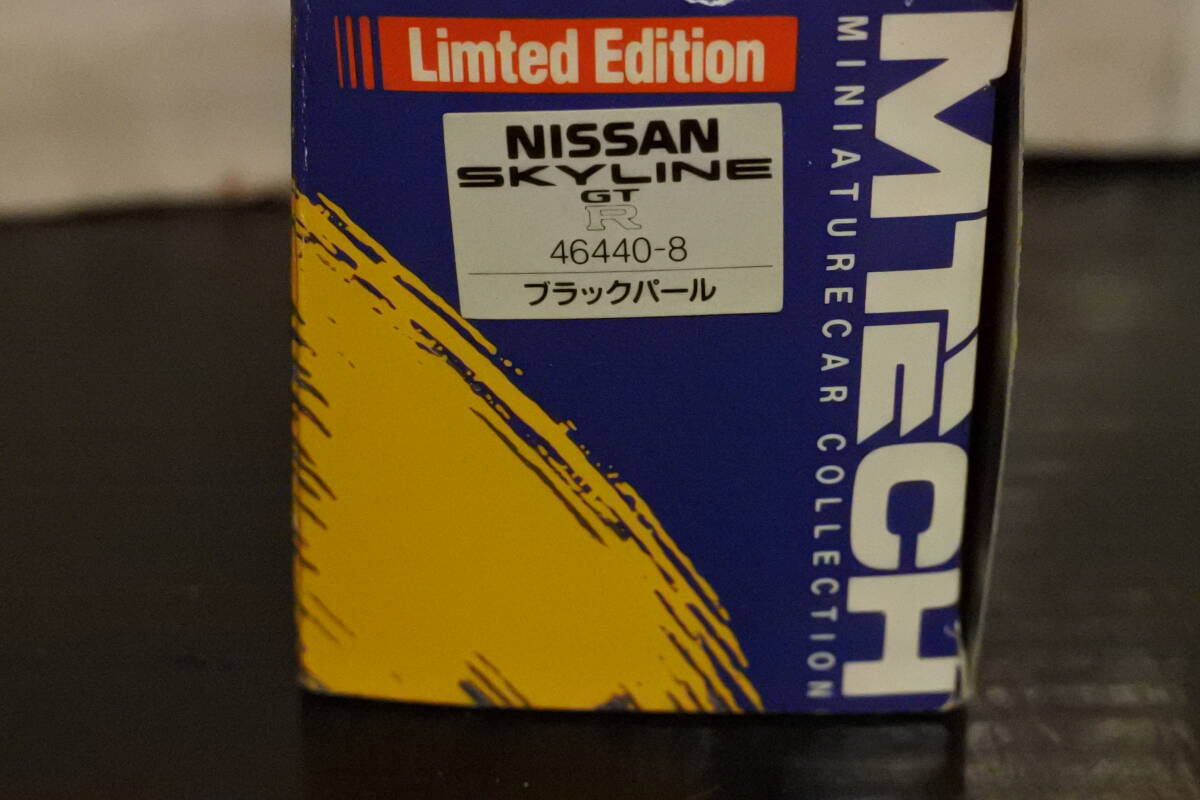 Limted Edition
NISSAN
SKYLINE
GT
R
46440-8
ブラックパール
MTECH
MINIATURECAR COLLECTION